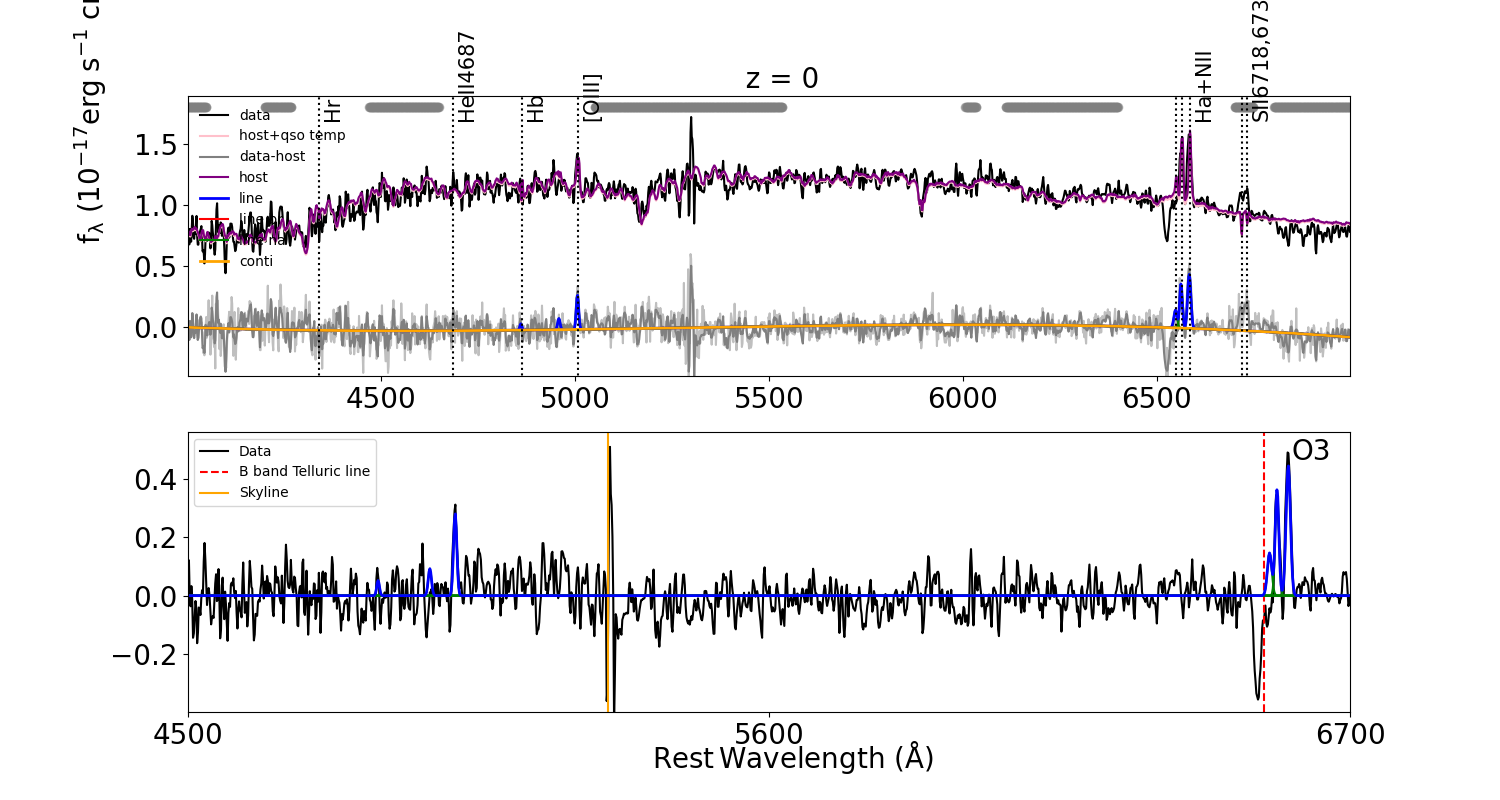 z = 0
f_λ (10^−17 erg s^−1
Hr
HeII4687
Hb
[OIII]
Ha+NII
SII6718,673
data
host+qso temp
data-host
host
line
conti
1.5
1.0
0.5
0.0
4500
5000
5500
6000
6500
Data
B band Telluric line
Skyline
O3
0.4
0.2
0.0
−0.2
4500
5600
6700
Rest Wavelength (Å)